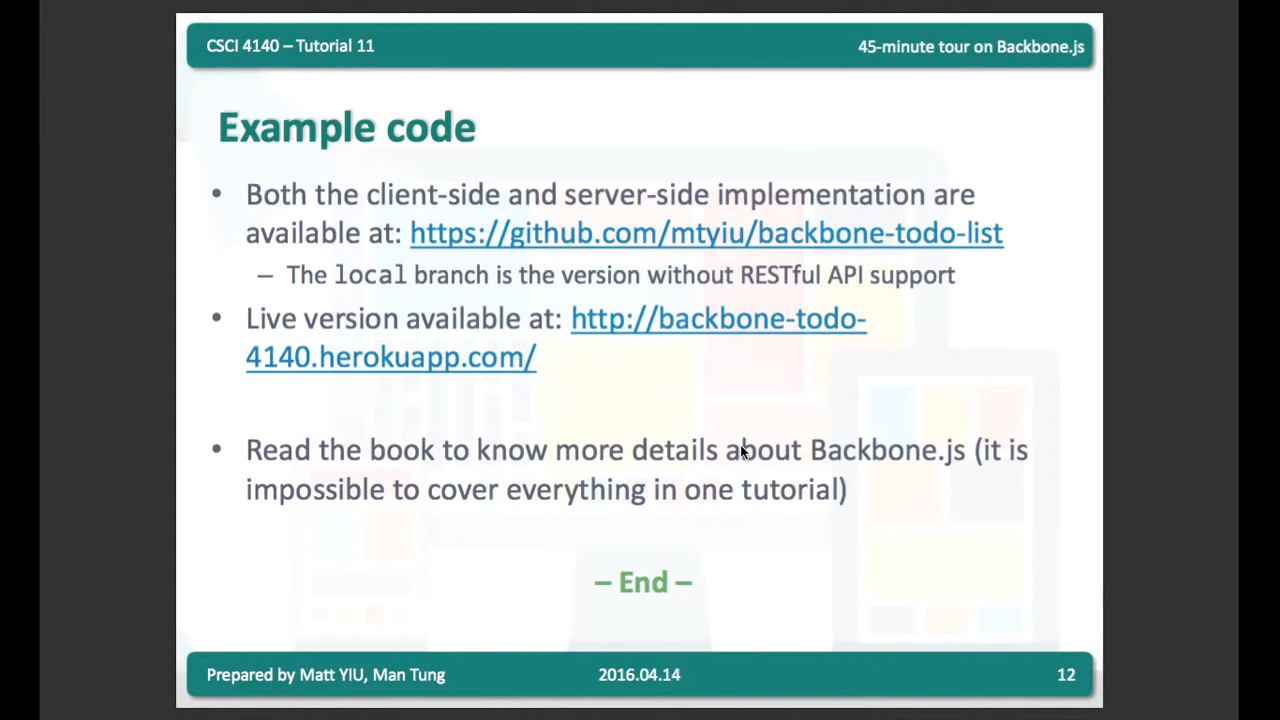 CSCI 4140 – Tutorial 11
45-minute tour on Backbone.js
Example code
• Both the client-side and server-side implementation are
available at: https://github.com/mtyiu/backbone-todo-list
– The local branch is the version without RESTful API support
• Live version available at: http://backbone-todo-
4140.herokuapp.com/
• Read the book to know more details about Backbone.js (it is
impossible to cover everything in one tutorial)
– End –
Prepared by Matt YIU, Man Tung
2016.04.14
12